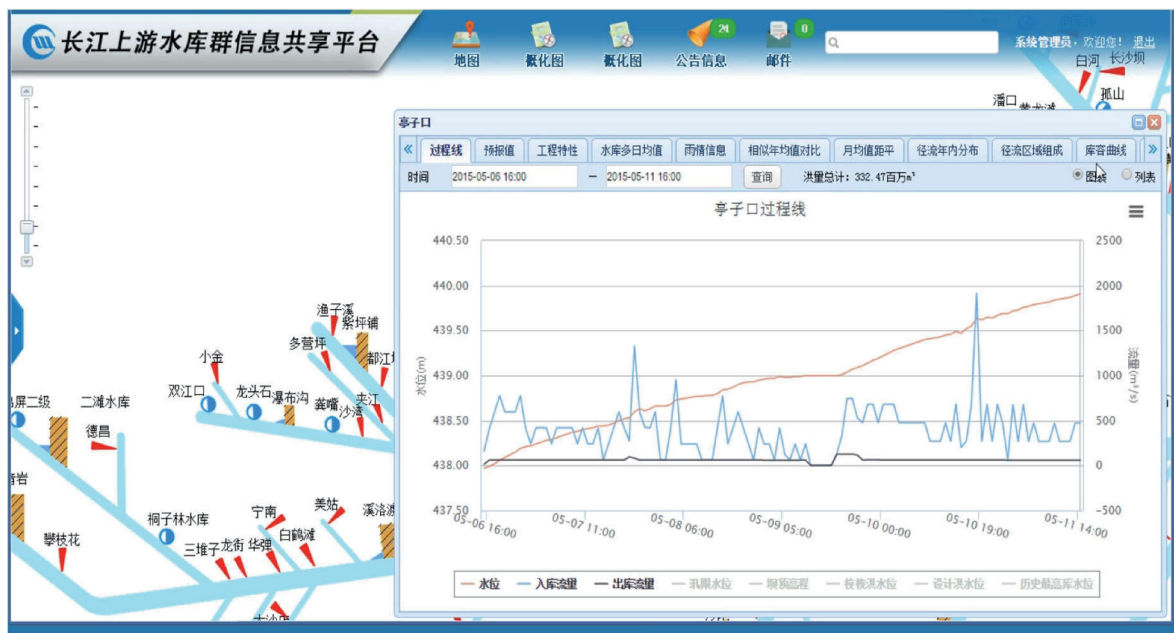 长江上游水库群信息共享平台
地图
概化图
概化图
公告信息
24
邮件
0
系统管理员，欢迎您！ 退出
白河 长沙坝
潘口
孤山
亭子口
« 过程线 预报值 工程特性 水库多日均值 雨情信息 相似年均值对比 月均值距平 径流年内分布 径流区域组成 库容曲线 »
时间 2015-05-06 16:00 — 2015-05-11 16:00 查询 洪量总计：332.47百万m³ 图表 列表
亭子口过程线
440.50
440.00
439.50
439.00
438.50
438.00
437.50
水位(m)
2500
2000
1500
1000
500
0
-500
流量(m³/s)
05-06 16:00 05-07 11:00 05-08 06:00 05-09 05:00 05-10 00:00 05-10 19:00 05-11 14:00
水位 入库流量 出库流量 汛限水位 坝顶高程 校核洪水位 设计洪水位 历史最高库水位
渔子溪
紫坪铺
多营坪
小金
双江口
龙头石
瀑布沟
龚嘴
沙湾
夹江
屏二级
二滩水库
德昌
桐子林水库
宁南
美姑
攀枝花
三堆子
龙街
华弹
白鹤滩